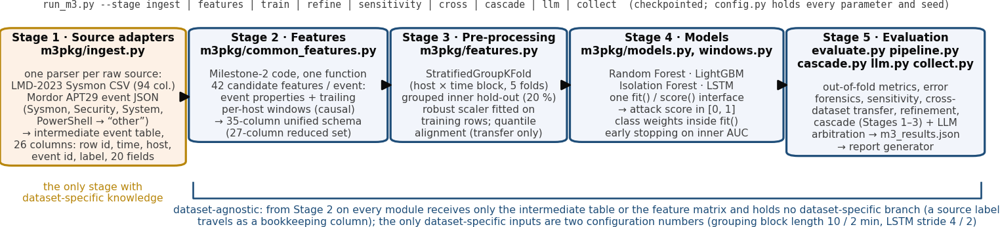 run_m3.py --stage ingest | features | train | refine | sensitivity | cross | cascade | llm | collect (checkpointed; config.py holds every parameter and seed)
Stage 1 · Source adapters
m3pkg/ingest.py
one parser per raw source:
LMD-2023 Sysmon CSV (94 col.)
Mordor APT29 event JSON
(Sysmon, Security, System,
PowerShell → “other”)
→ intermediate event table,
26 columns: row id, time, host,
event id, label, 20 fields
the only stage with
dataset-specific knowledge
Stage 2 · Features
m3pkg/common_features.py
Milestone-2 code, one function
42 candidate features / event:
event properties + trailing
per-host windows (causal)
→ 35-column unified schema
(27-column reduced set)
Stage 3 · Pre-processing
m3pkg/features.py
StratifiedGroupKFold
(host × time block, 5 folds)
grouped inner hold-out (20 %)
robust scaler fitted on
training rows; quantile
alignment (transfer only)
Stage 4 · Models
m3pkg/models.py, windows.py
Random Forest · LightGBM
Isolation Forest · LSTM
one fit() / score() interface
→ attack score in [0, 1]
class weights inside fit()
early stopping on inner AUC
Stage 5 · Evaluation
evaluate.py pipeline.py
cascade.py llm.py collect.py
out-of-fold metrics, error
forensics, sensitivity, cross-
dataset transfer, refinement,
cascade (Stages 1–3) + LLM
arbitration → m3_results.json
→ report generator
dataset-agnostic: from Stage 2 on every module receives only the intermediate table or the feature matrix and holds no dataset-specific branch (a source label
travels as a bookkeeping column); the only dataset-specific inputs are two configuration numbers (grouping block length 10 / 2 min, LSTM stride 4 / 2)